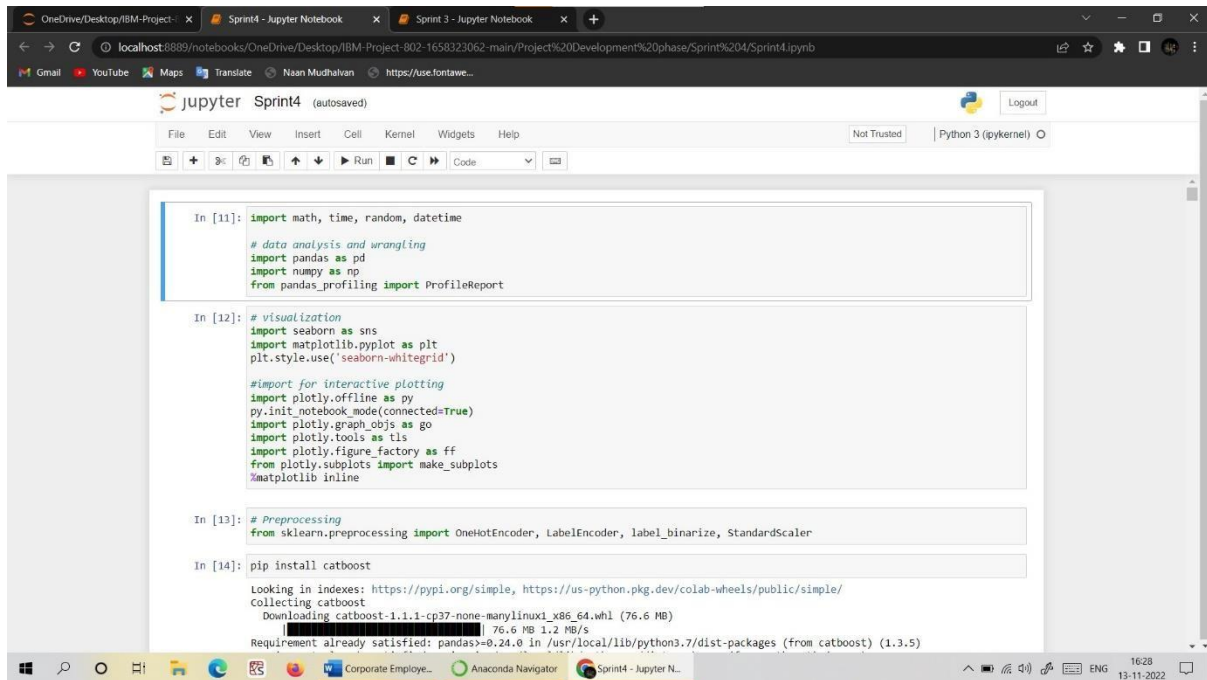 OneDrive/Desktop/IBM-Project-
Sprint4 - Jupyter Notebook
Sprint 3 - Jupyter Notebook
localhost:8889/notebooks/OneDrive/Desktop/IBM-Project-802-1658323062-main/Project%20Development%20phase/Sprint%204/Sprint4.ipynb
Gmail YouTube Maps Translate Naan Mudhalvan https://use.fontawe...
jupyter Sprint4 (autosaved)
Logout
File Edit View Insert Cell Kernel Widgets Help
Not Trusted
Python 3 (ipykernel)
Run Code
In [11]: import math, time, random, datetime
# data analysis and wrangling
import pandas as pd
import numpy as np
from pandas_profiling import ProfileReport
In [12]: # visualization
import seaborn as sns
import matplotlib.pyplot as plt
plt.style.use('seaborn-whitegrid')
#import for interactive plotting
import plotly.offline as py
py.init_notebook_mode(connected=True)
import plotly.graph_objs as go
import plotly.tools as tls
import plotly.figure_factory as ff
from plotly.subplots import make_subplots
%matplotlib inline
In [13]: # Preprocessing
from sklearn.preprocessing import OneHotEncoder, LabelEncoder, label_binarize, StandardScaler
In [14]: pip install catboost
Looking in indexes: https://pypi.org/simple, https://us-python.pkg.dev/colab-wheels/public/simple/
Collecting catboost
Downloading catboost-1.1.1-cp37-none-manylinux1_x86_64.whl (76.6 MB)
| 76.6 MB 1.2 MB/s
Requirement already satisfied: pandas>=0.24.0 in /usr/local/lib/python3.7/dist-packages (from catboost) (1.3.5)
Corporate Employe... Anaconda Navigator Sprint4 - Jupyter N...
ENG
16:28
13-11-2022